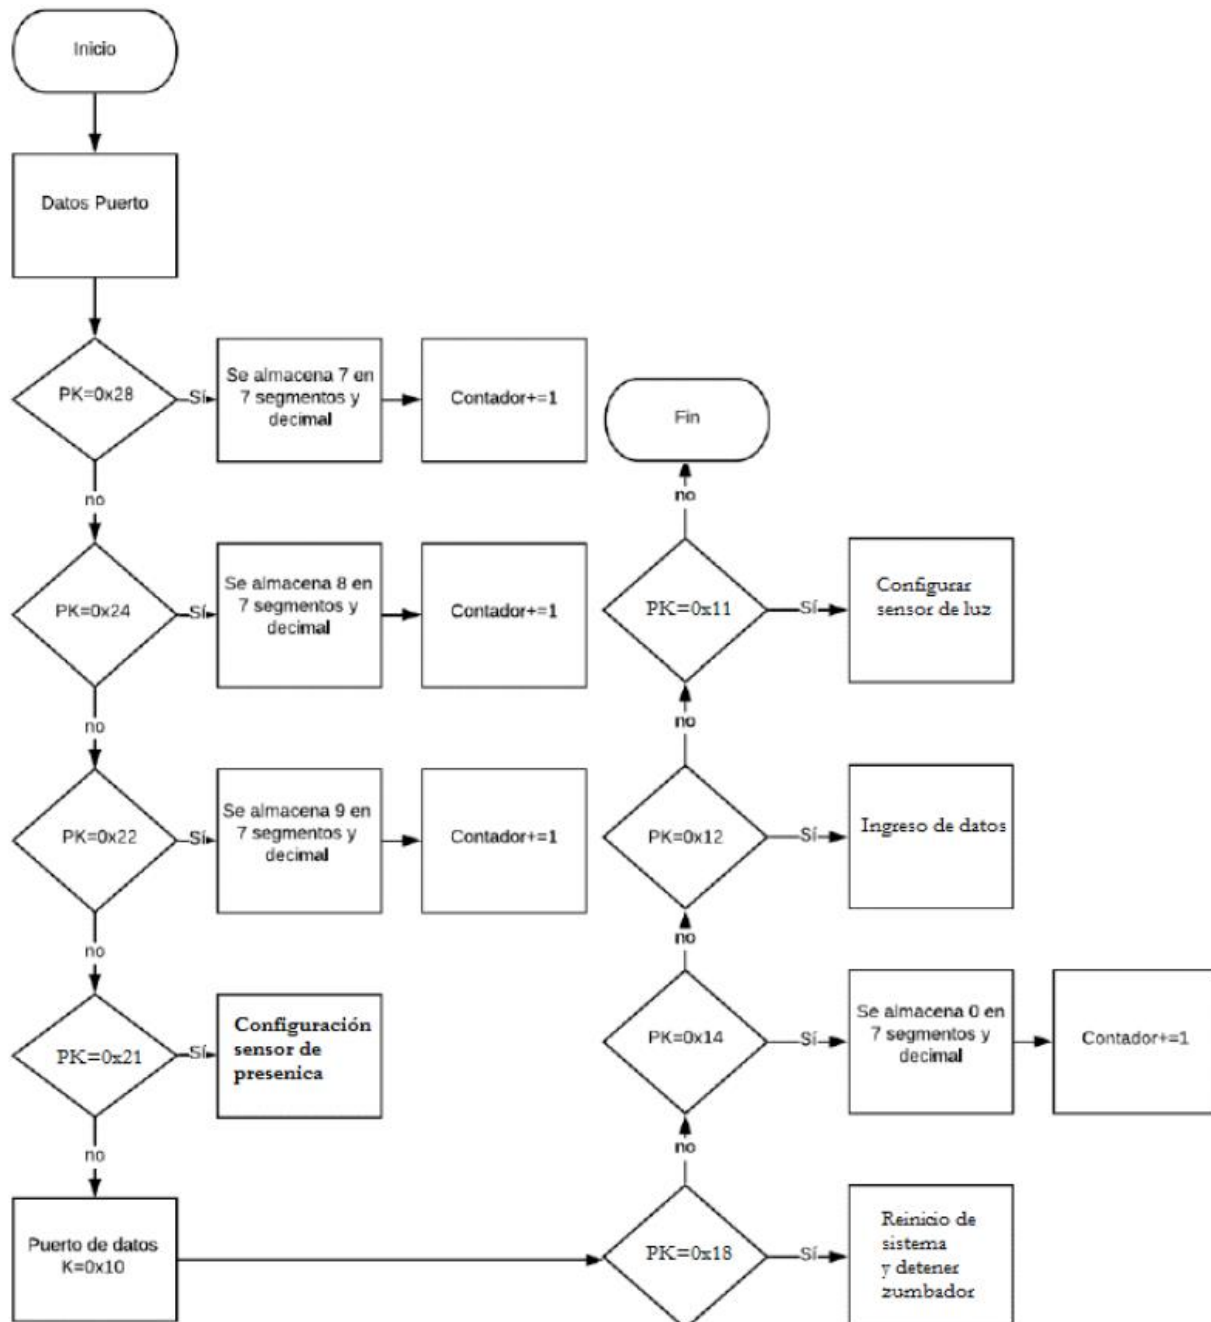 Inicio
Datos Puerto
PK=0x28
Sí
Se almacena 7 en
7 segmentos y
decimal
Contador+=1
no
PK=0x24
Sí
Se almacena 8 en
7 segmentos y
decimal
Contador+=1
no
PK=0x22
Sí
Se almacena 9 en
7 segmentos y
decimal
Contador+=1
no
PK=0x21
Sí
Configuración
sensor de
presenica
no
Puerto de datos
K=0x10
PK=0x18
Sí
Reinicio de
sistema
y detener
zumbador
no
PK=0x14
Sí
Se almacena 0 en
7 segmentos y
decimal
Contador+=1
no
PK=0x12
Sí
Ingreso de datos
no
PK=0x11
Sí
Configurar
sensor de luz
no
Fin